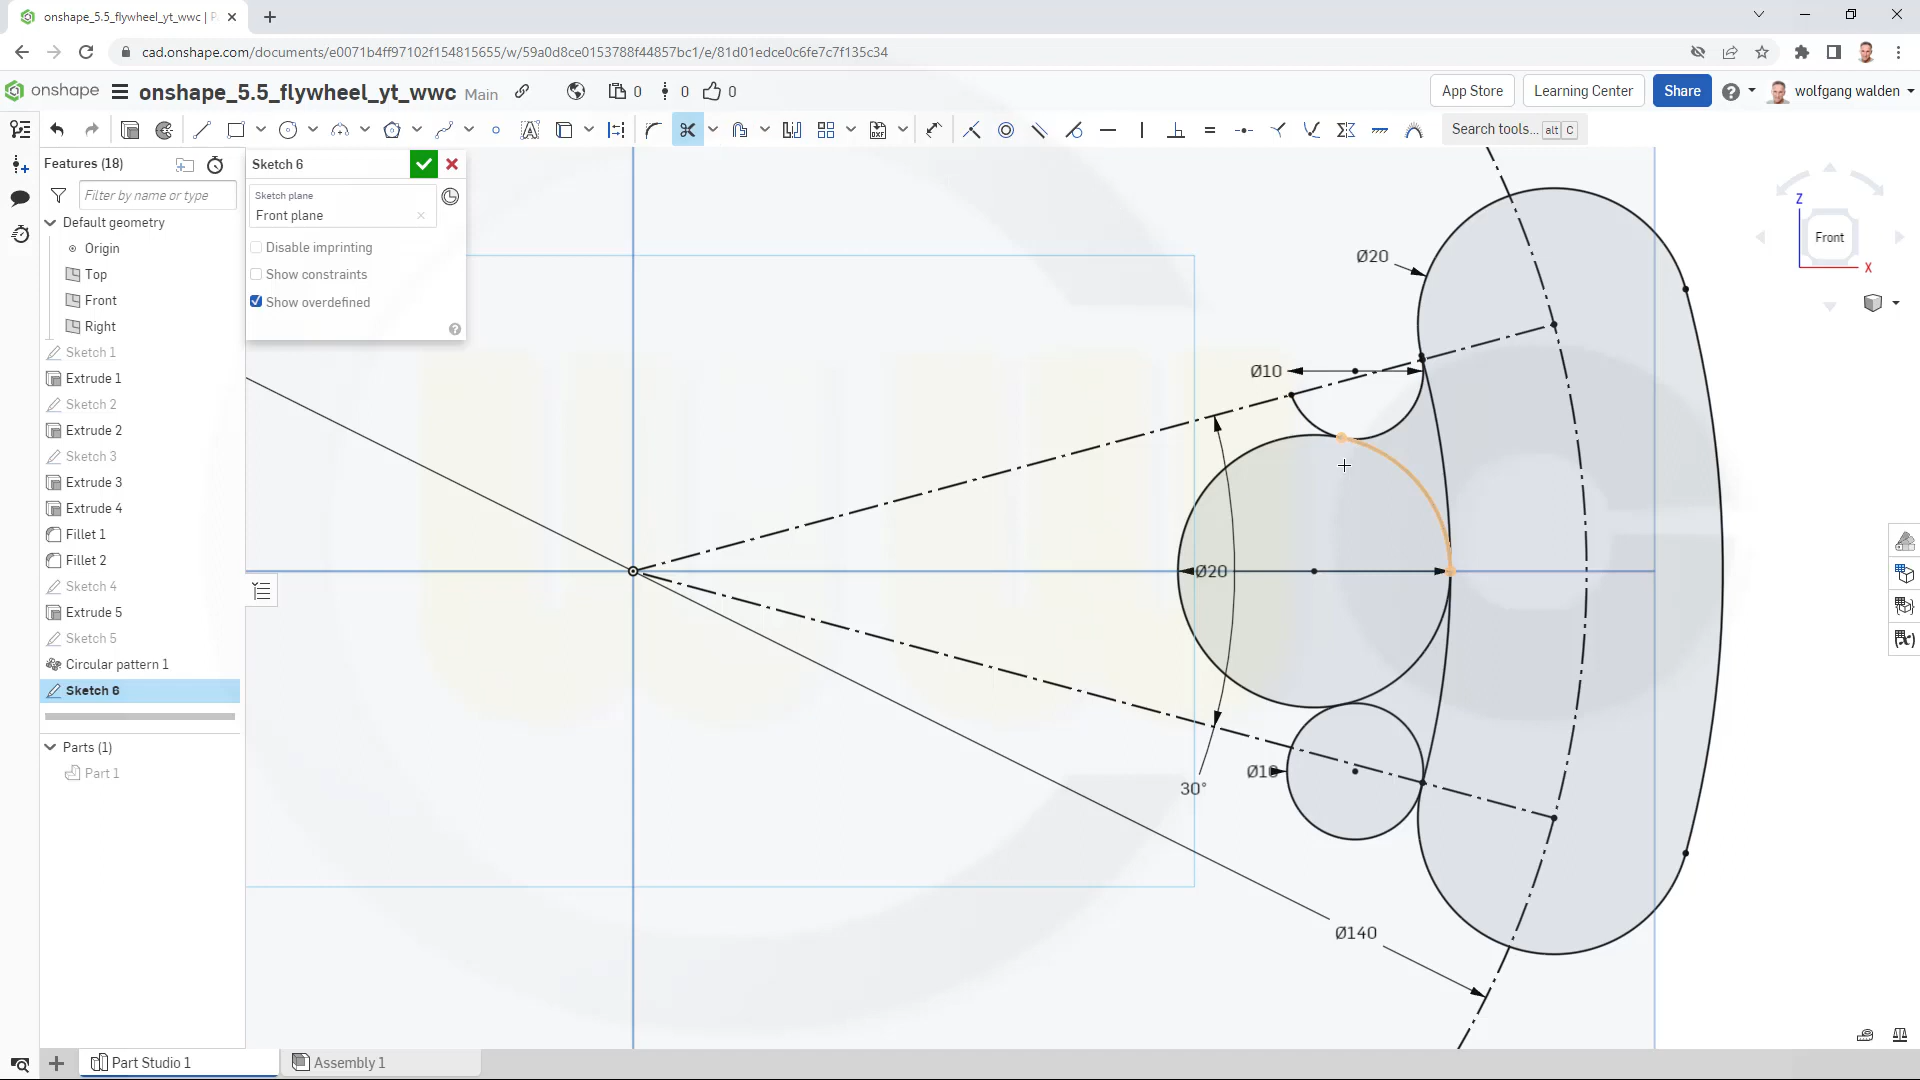 onshape_5.5_flywheel_yt_wwc | P
cad.onshape.com/documents/e0071b4ff97102f154815655/w/59a0d8ce0153788f44857bc1/e/81d01edce0c6fe7c7f135c34
onshape
onshape_5.5_flywheel_yt_wwc Main
0
0
0
App Store
Learning Center
Share
wolfgang walden
Search tools... alt C
Features (18)
Filter by name or type
Default geometry
Origin
Top
Front
Right
Sketch 1
Extrude 1
Sketch 2
Extrude 2
Sketch 3
Extrude 3
Extrude 4
Fillet 1
Fillet 2
Sketch 4
Extrude 5
Sketch 5
Circular pattern 1
Sketch 6
Parts (1)
Part 1
Sketch 6
Sketch plane
Front plane
Disable imprinting
Show constraints
Show overdefined
Z
Front
X
Ø20
Ø10
Ø20
Ø10
30°
Ø140
Part Studio 1
Assembly 1